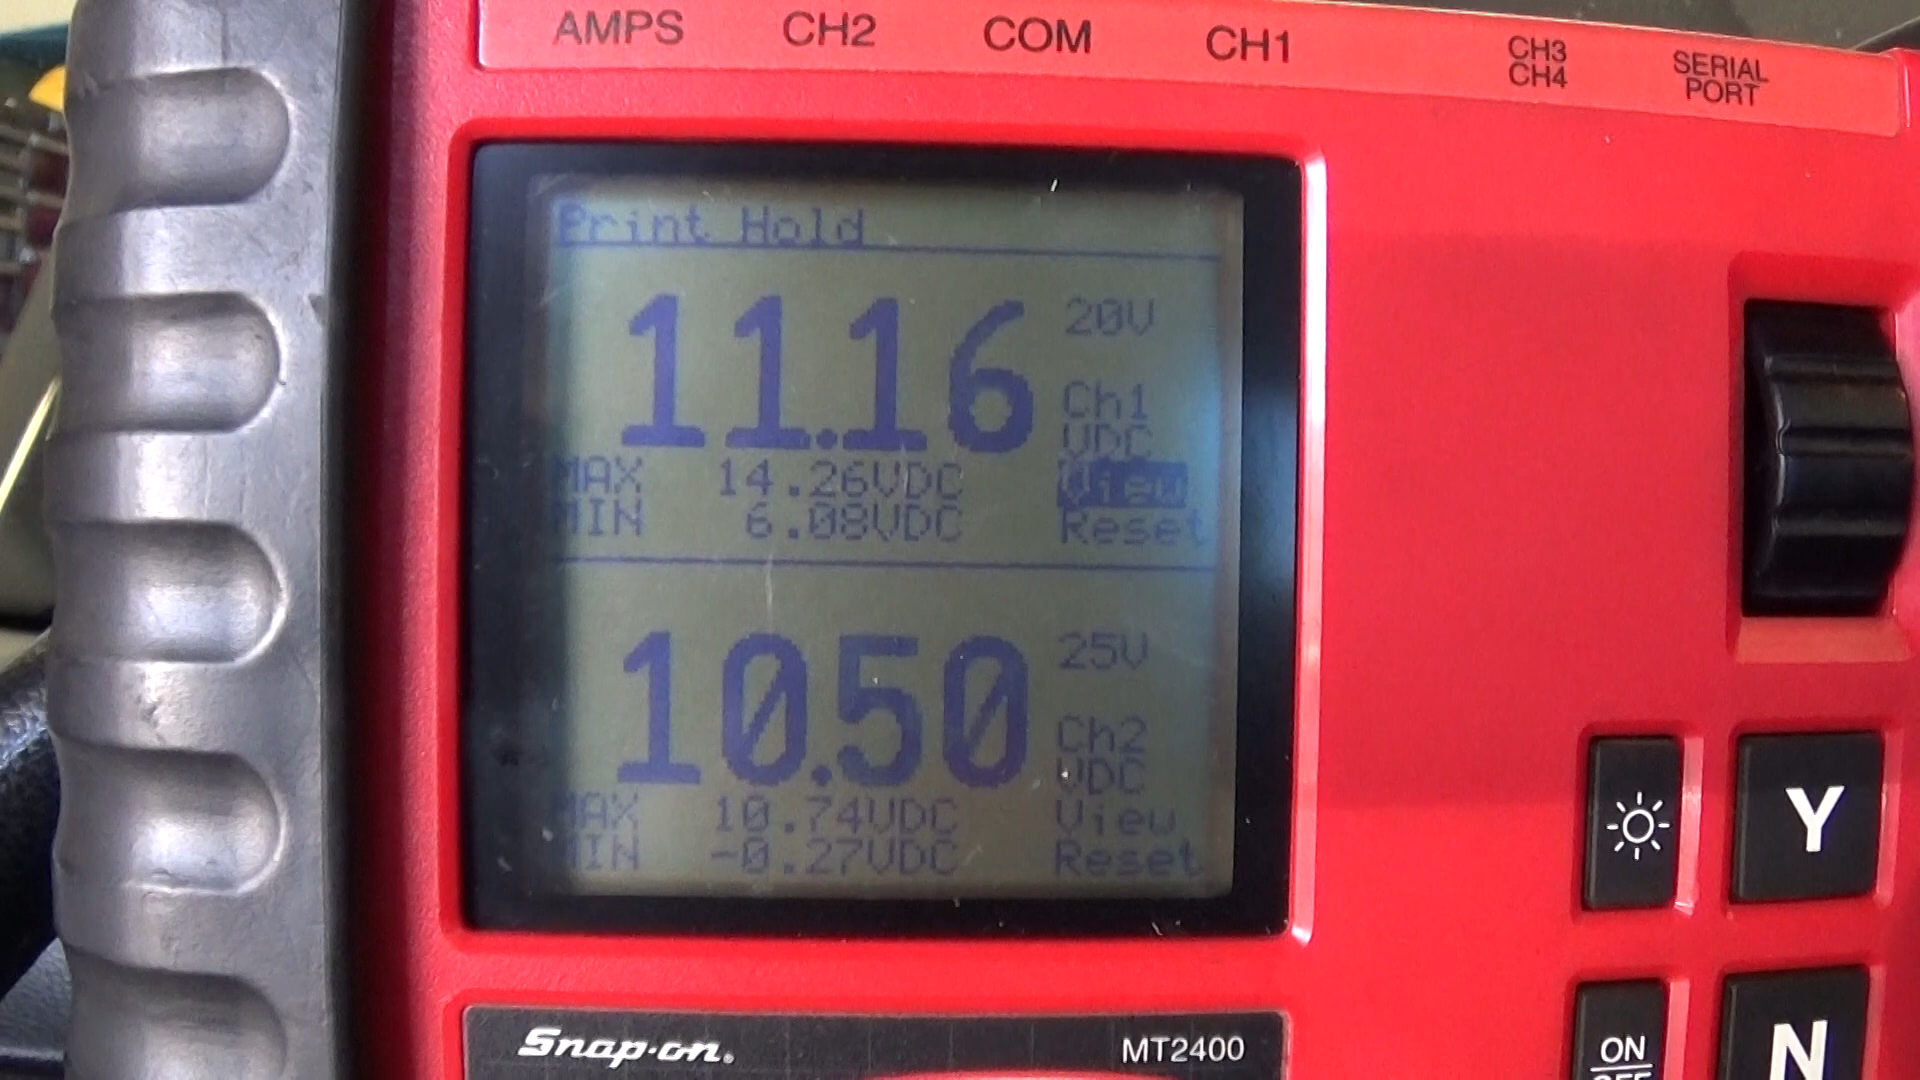 AMPS CH2 COM CH1 CH3 SERIAL
CH4 PORT
Print Hold
11.16 20V
Ch1
VDC
MAX 14.26VDC View
MIN 6.08VDC Reset
10.50 25V
Ch2
VDC
MAX 10.74VDC View
MIN -0.27VDC Reset
Y
Snap-on® MT2400
ON N
OFF